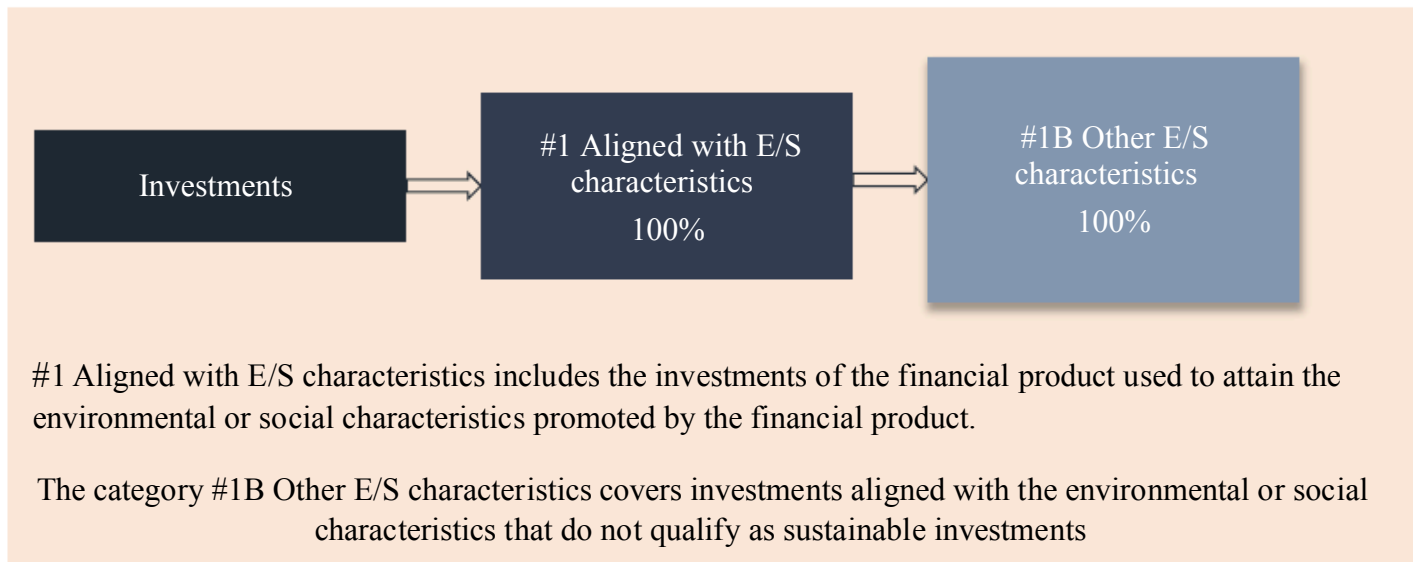 Investments
#1 Aligned with E/S
characteristics
100%
#1B Other E/S
characteristics
100%
#1 Aligned with E/S characteristics includes the investments of the financial product used to attain the
environmental or social characteristics promoted by the financial product.
The category #1B Other E/S characteristics covers investments aligned with the environmental or social
characteristics that do not qualify as sustainable investments